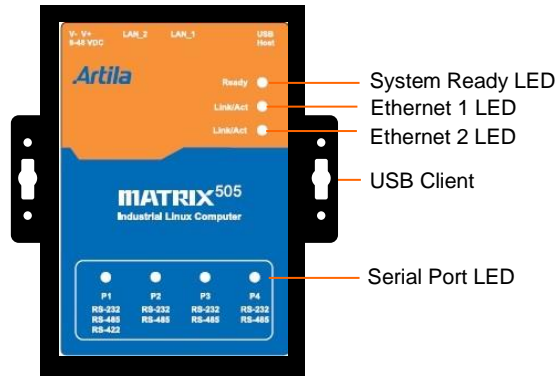 V- V+ LAN_2 LAN_1 USB
9-48 VDC Host
Artila
Ready
Link/Act
Link/Act
System Ready LED
Ethernet 1 LED
Ethernet 2 LED
USB Client
MATRIX505
Industrial Linux Computer
Serial Port LED
P1 P2 P3 P4
RS-232 RS-232 RS-232 RS-232
RS-485 RS-485 RS-485 RS-485
RS-422